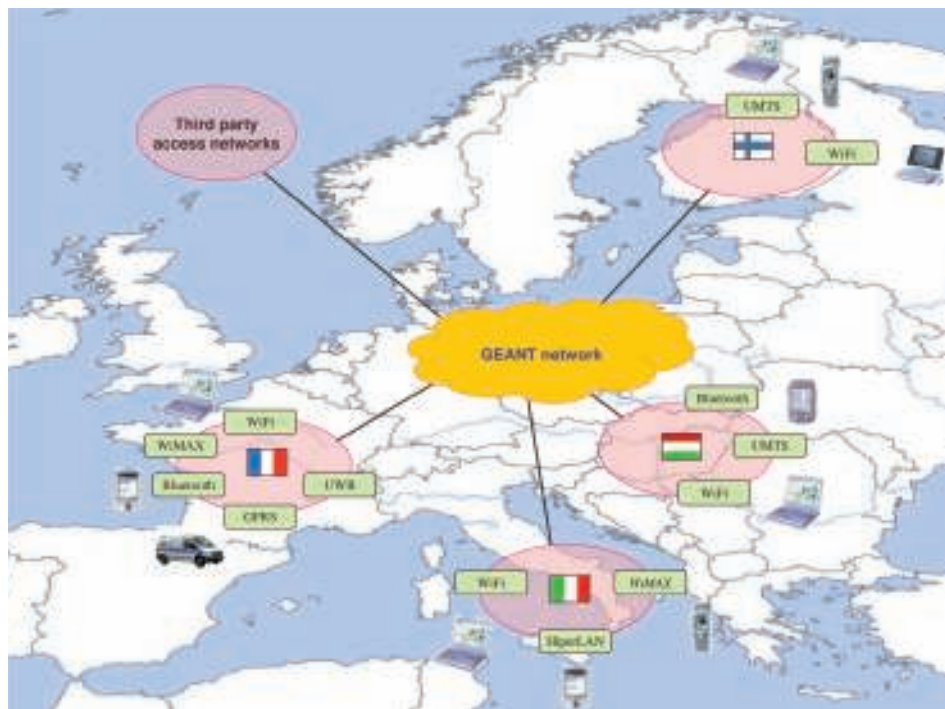 Third party
access networks
UMTS
WiFi
GEANT network
WiFi
WiMAX
Bluetooth
UWB
GPRS
Bluetooth
UMTS
WiFi
WiFi
WiMAX
HiperLAN